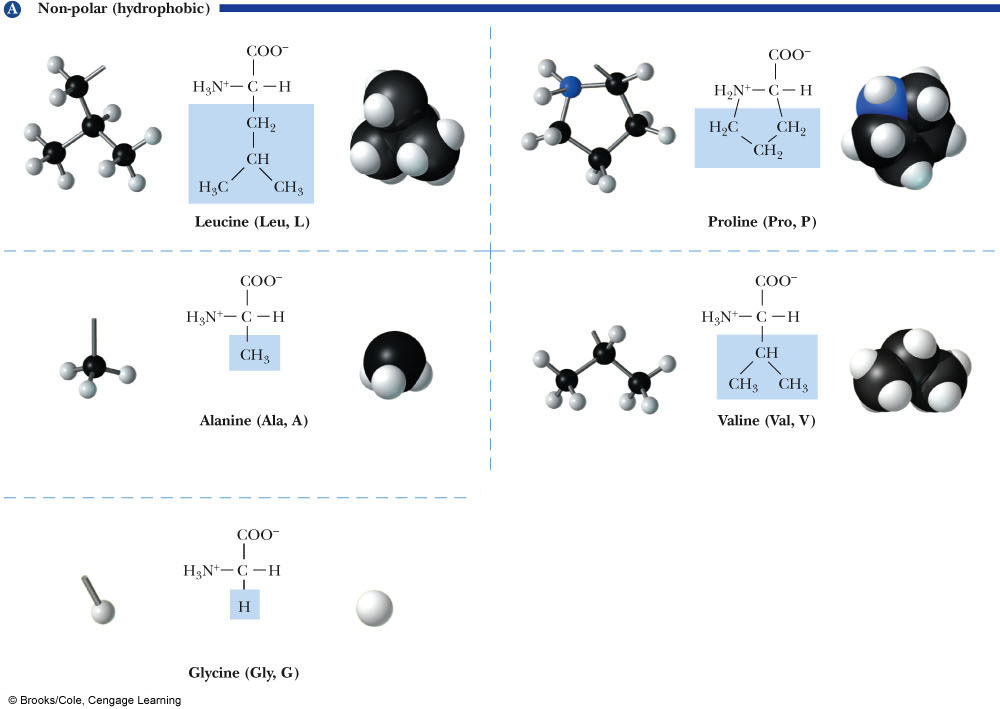 A Non-polar (hydrophobic)
COO⁻
H₃N⁺—C—H
CH₂
CH
H₃C CH₃
Leucine (Leu, L)
COO⁻
H₂N⁺—C—H
H₂C CH₂
CH₂
Proline (Pro, P)
COO⁻
H₃N⁺—C—H
CH₃
Alanine (Ala, A)
COO⁻
H₃N⁺—C—H
CH
CH₃ CH₃
Valine (Val, V)
COO⁻
H₃N⁺—C—H
H
Glycine (Gly, G)
© Brooks/Cole, Cengage Learning